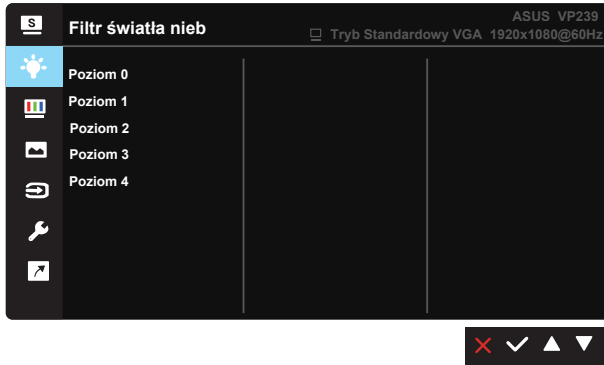 S
ASUS VP239
Filtr światła nieb
Tryb Standardowy VGA 1920x1080@60Hz
Poziom 0
Poziom 1
Poziom 2
Poziom 3
Poziom 4